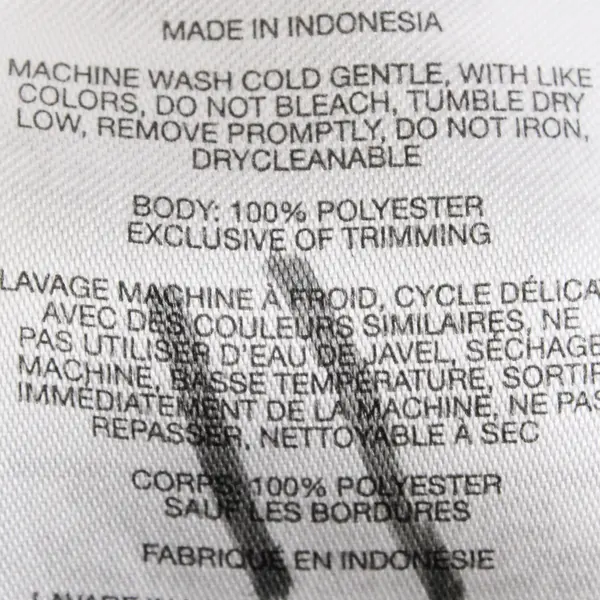 MADE IN INDONESIA
MACHINE WASH COLD GENTLE, WITH LIKE
COLORS, DO NOT BLEACH, TUMBLE DRY
LOW, REMOVE PROMPTLY, DO NOT IRON,
DRYCLEANABLE
BODY: 100% POLYESTER
EXCLUSIVE OF TRIMMING
LAVAGE MACHINE À FROID, CYCLE DÉLICA
AVEC DES COULEURS SIMILAIRES, NE
PAS UTILISER D'EAU DE JAVEL, SÉCHAGE
MACHINE, BASSE TEMPÉRATURE, SORTIR
IMMÉDIATEMENT DE LA MACHINE, NE PAS
REPASSER, NETTOYABLE À SEC
CORPS: 100% POLYESTER
SAUF LES BORDURES
FABRIQUÉ EN INDONÉSIE